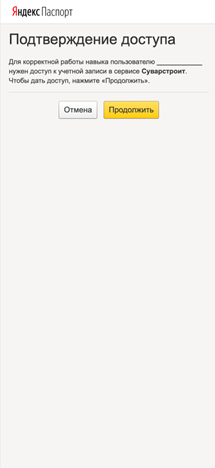 Яндекс Паспорт
Подтверждение доступа
Для корректной работы навыка пользователю ____________
нужен доступ к учетной записи в сервисе Суварстроит.
Чтобы дать доступ, нажмите «Продолжить».
Отмена Продолжить